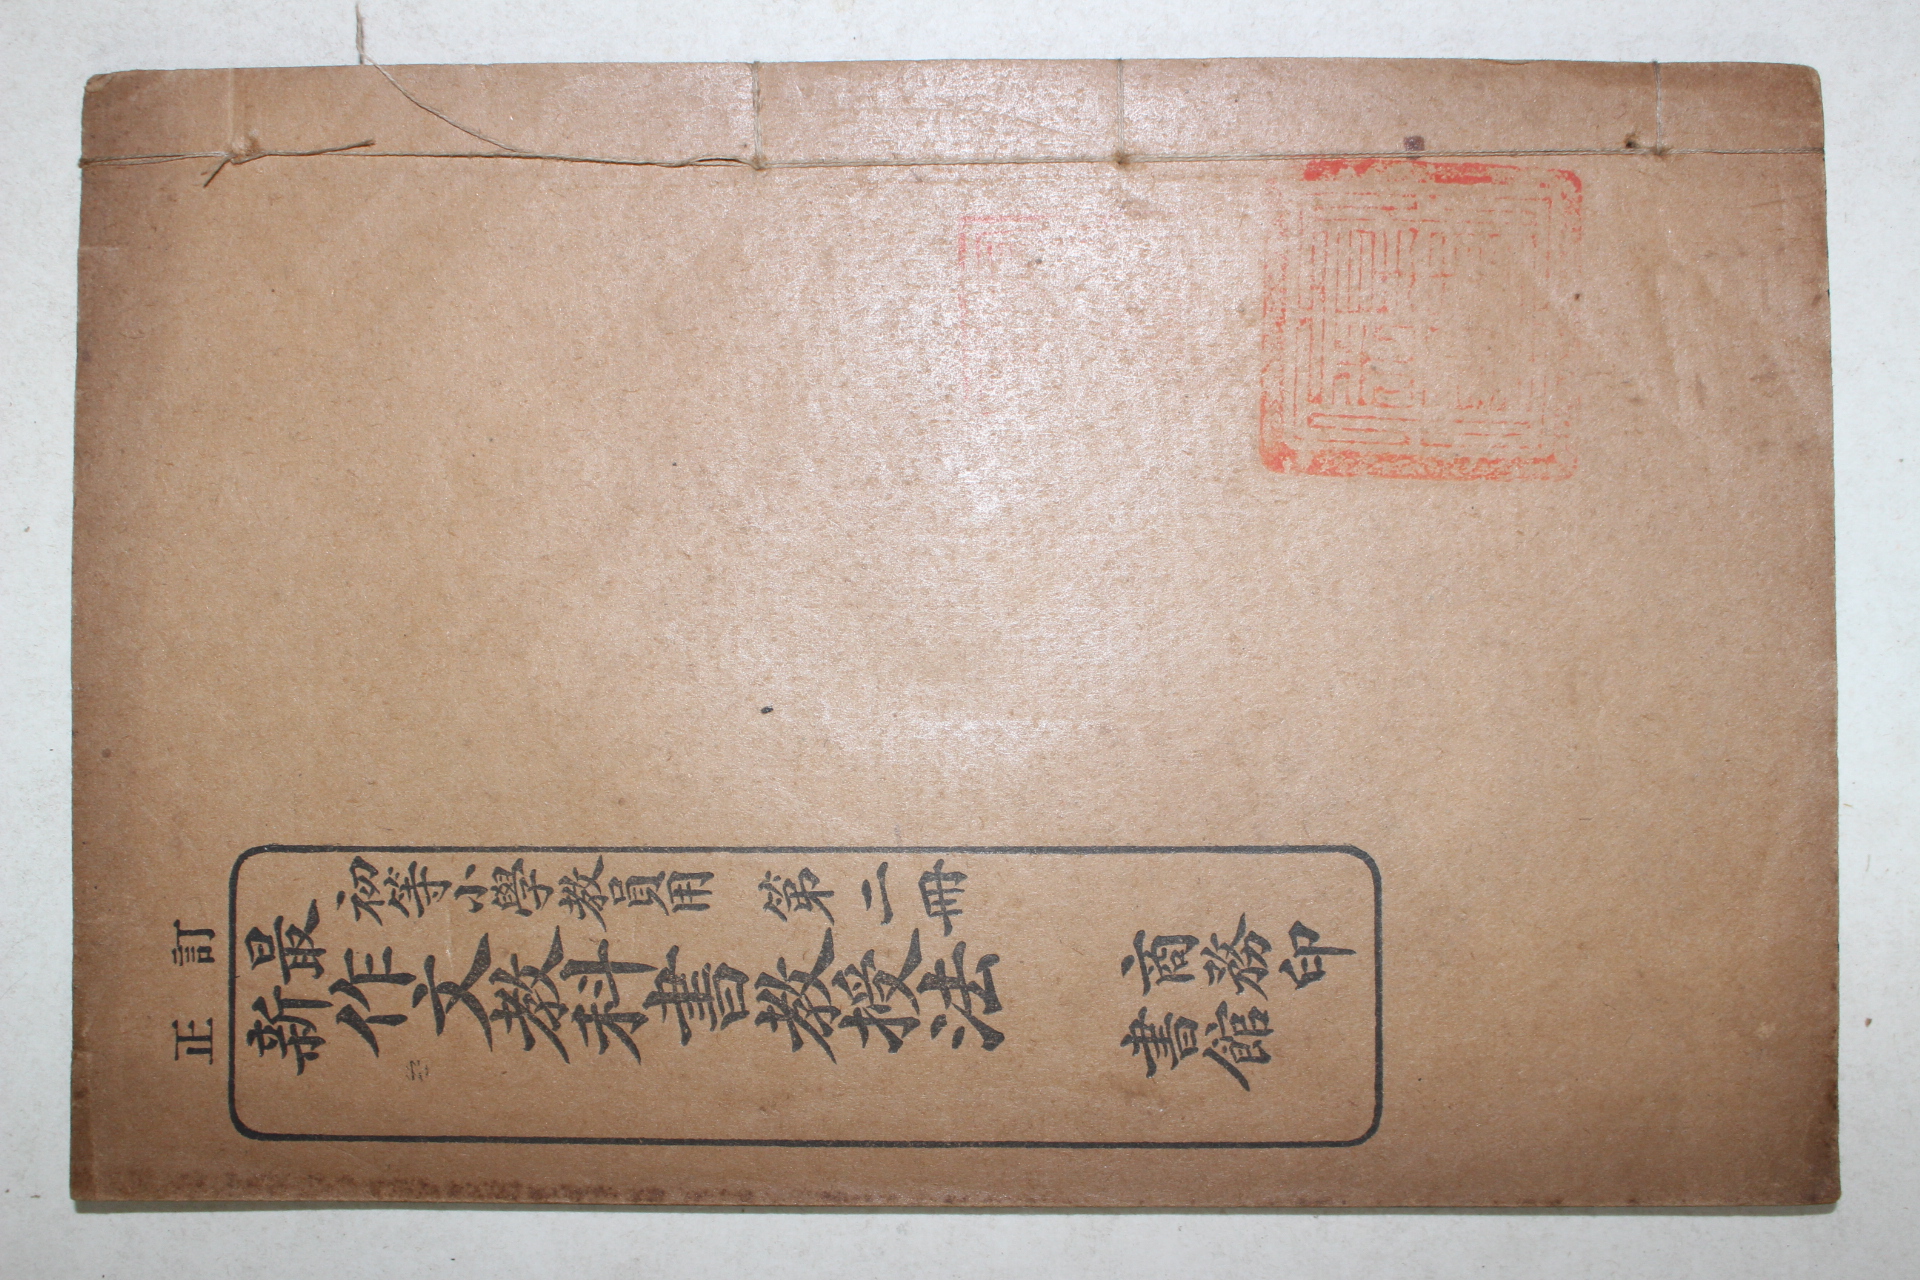 訂正
初等小學教員用 第二冊
最新作文教科書教授法
商務印
書館